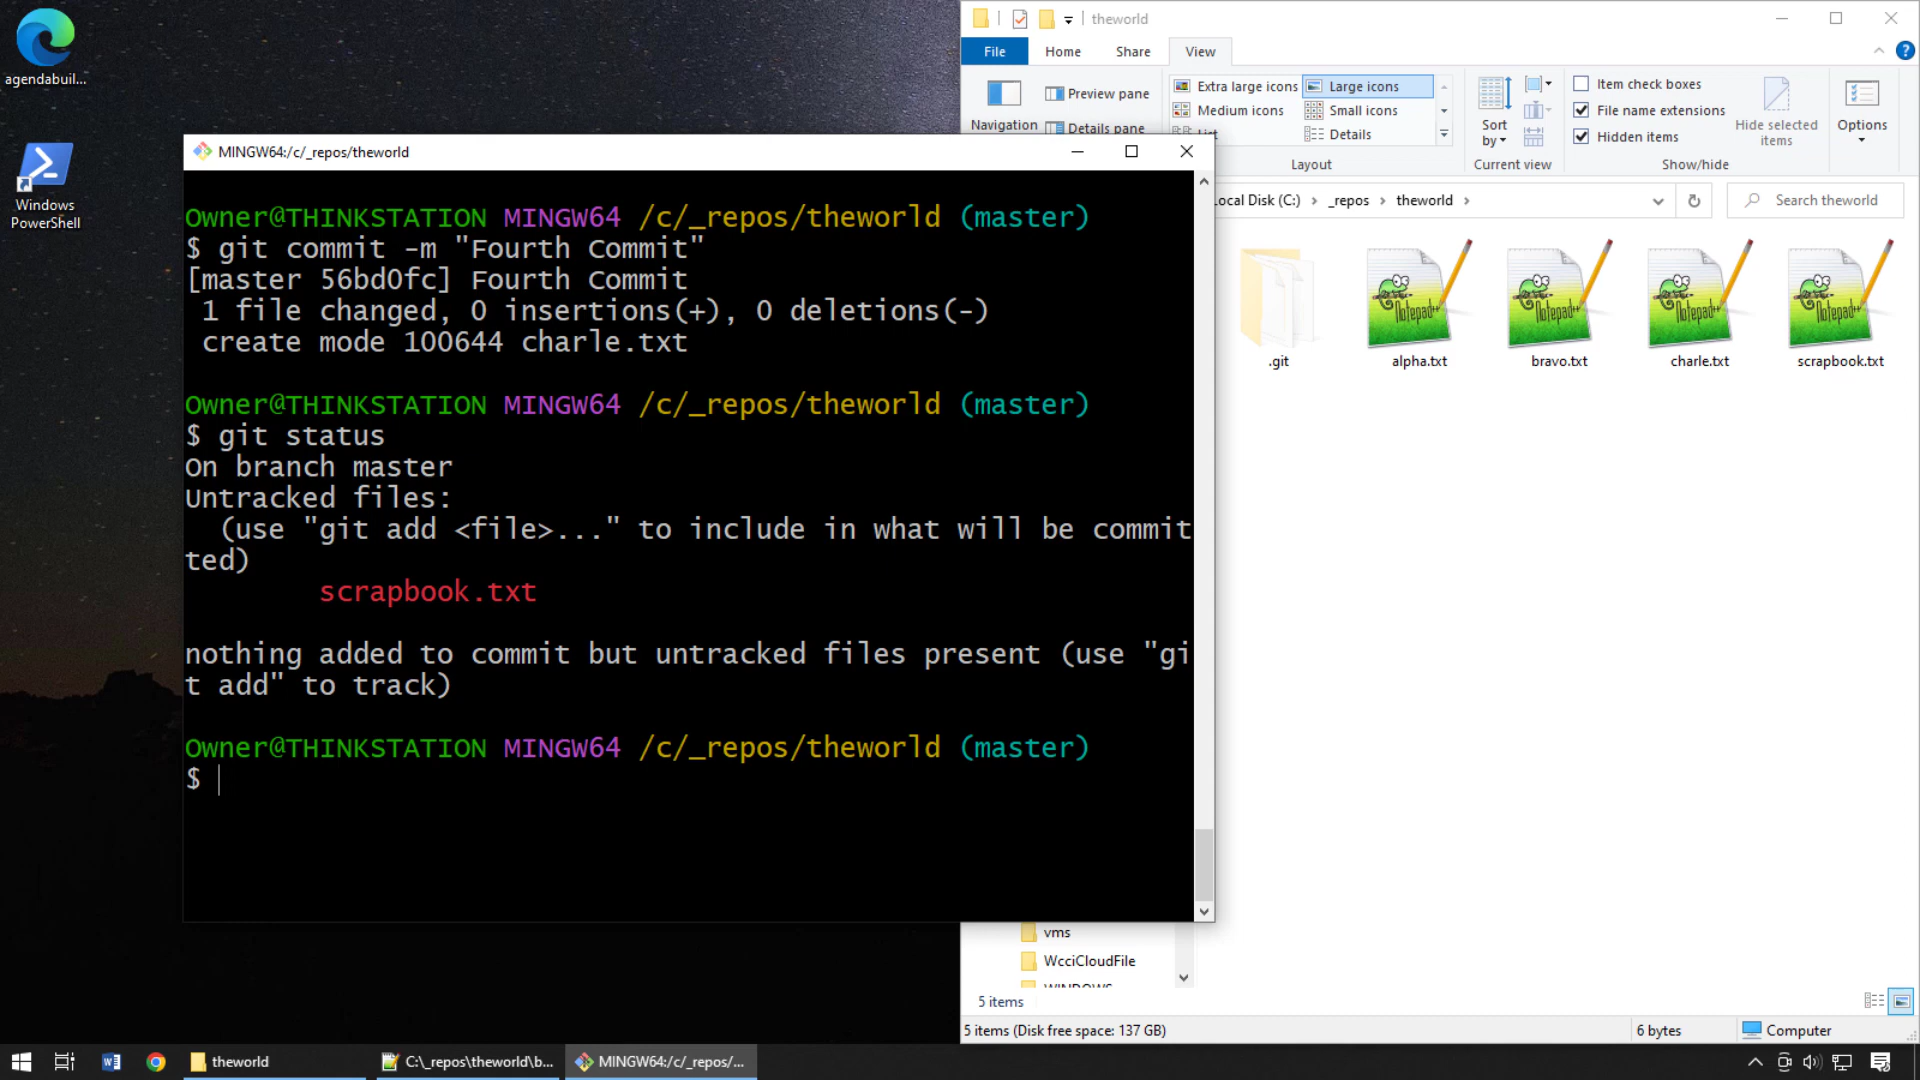 agendabuil...
Windows
PowerShell
theworld
File
Home
Share
View
Navigation
Preview pane
Details pane
Extra large icons
Large icons
Medium icons
Small icons
List
Details
Layout
Sort
by
Current view
Item check boxes
File name extensions
Hidden items
Hide selected
items
Show/hide
Options
MINGW64:/c/_repos/theworld
Owner@THINKSTATION MINGW64 /c/_repos/theworld (master)
$ git commit -m "Fourth Commit"
[master 56bd0fc] Fourth Commit
1 file changed, 0 insertions(+), 0 deletions(-)
create mode 100644 charle.txt
Owner@THINKSTATION MINGW64 /c/_repos/theworld (master)
$ git status
On branch master
Untracked files:
(use "git add <file>..." to include in what will be commit
ted)
scrapbook.txt
nothing added to commit but untracked files present (use "gi
t add" to track)
Owner@THINKSTATION MINGW64 /c/_repos/theworld (master)
$
Local Disk (C:) > _repos > theworld >
Search theworld
.git
Notepad++
alpha.txt
Notepad++
bravo.txt
Notepad++
charle.txt
Notepad++
scrapbook.txt
vms
WcciCloudFile
WINDOWS
5 items
5 items (Disk free space: 137 GB)
6 bytes
Computer
theworld
C:\_repos\theworld\b...
MINGW64:/c/_repos/...